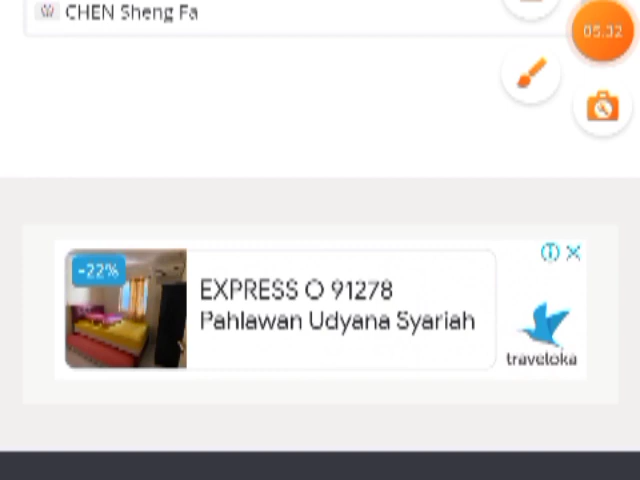 CHEN Sheng Fa
05:32
-22%
EXPRESS O 91278
Pahlawan Udyana Syariah
traveloka